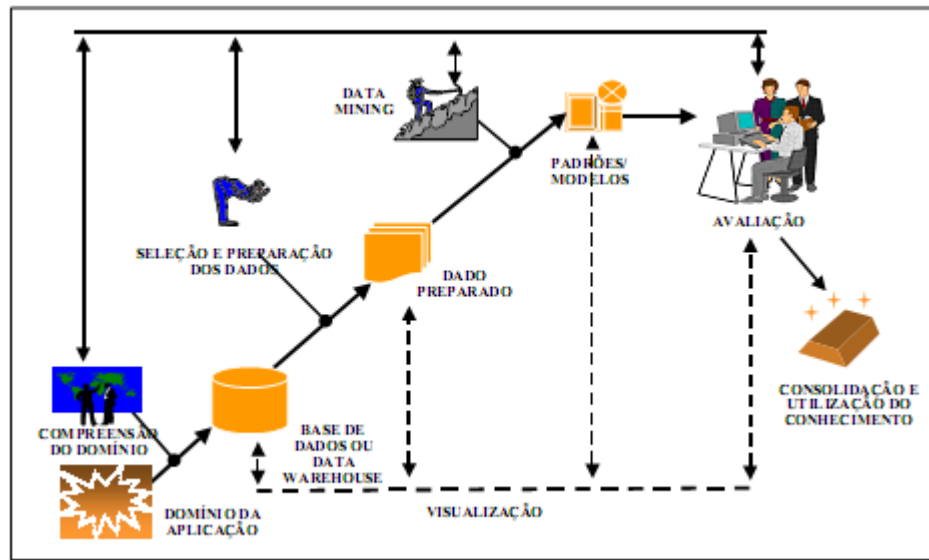 DATA
MINING
PADRÕES/
MODELOS
AVALIAÇÃO
SELEÇÃO E PREPARAÇÃO
DOS DADOS
DADO
PREPARADO
CONSOLIDAÇÃO E
UTILIZAÇÃO DO
CONHECIMENTO
COMPREENSÃO
DO DOMÍNIO
BASE DE
DADOS OU
DATA
WAREHOUSE
DOMÍNIO DA
APLICAÇÃO
VISUALIZAÇÃO